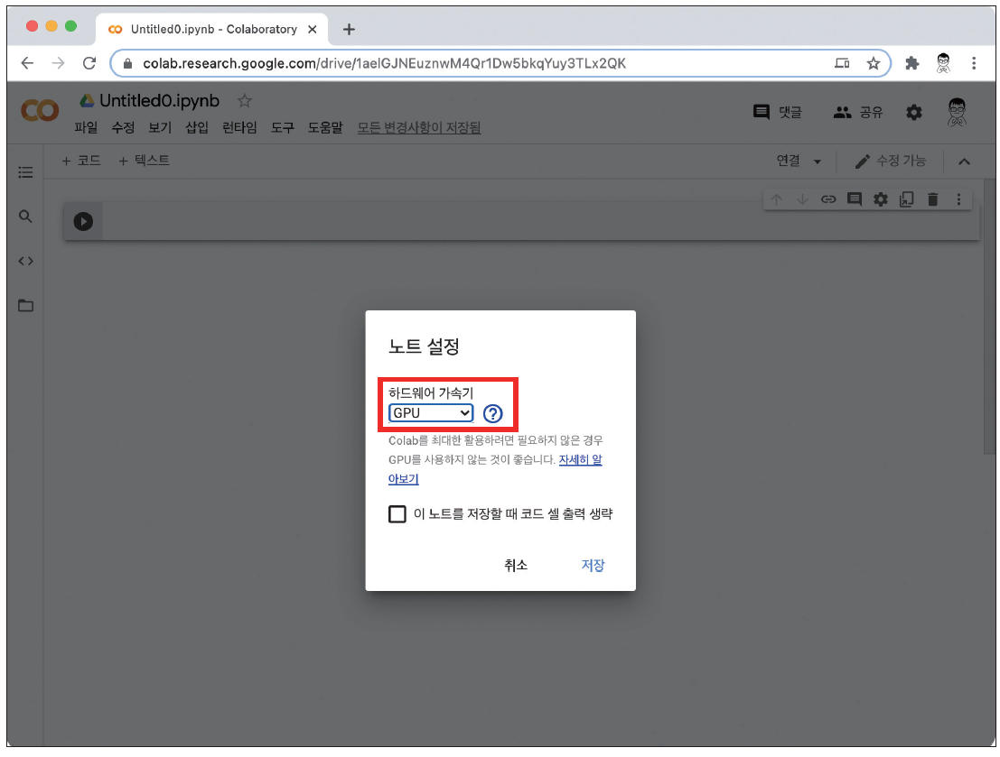 Untitled0.ipynb - Colaboratory
colab.research.google.com/drive/1aelGJNEuznwM4Qr1Dw5bkqYuy3TLx2QK
Untitled0.ipynb
파일 수정 보기 삽입 런타임 도구 도움말 모든 변경사항이 저장됨
댓글 공유
+ 코드 + 텍스트
연결 수정 가능
노트 설정
하드웨어 가속기
GPU
Colab를 최대한 활용하려면 필요하지 않은 경우
GPU를 사용하지 않는 것이 좋습니다. 자세히 알
아보기
이 노트를 저장할 때 코드 셀 출력 생략
취소 저장